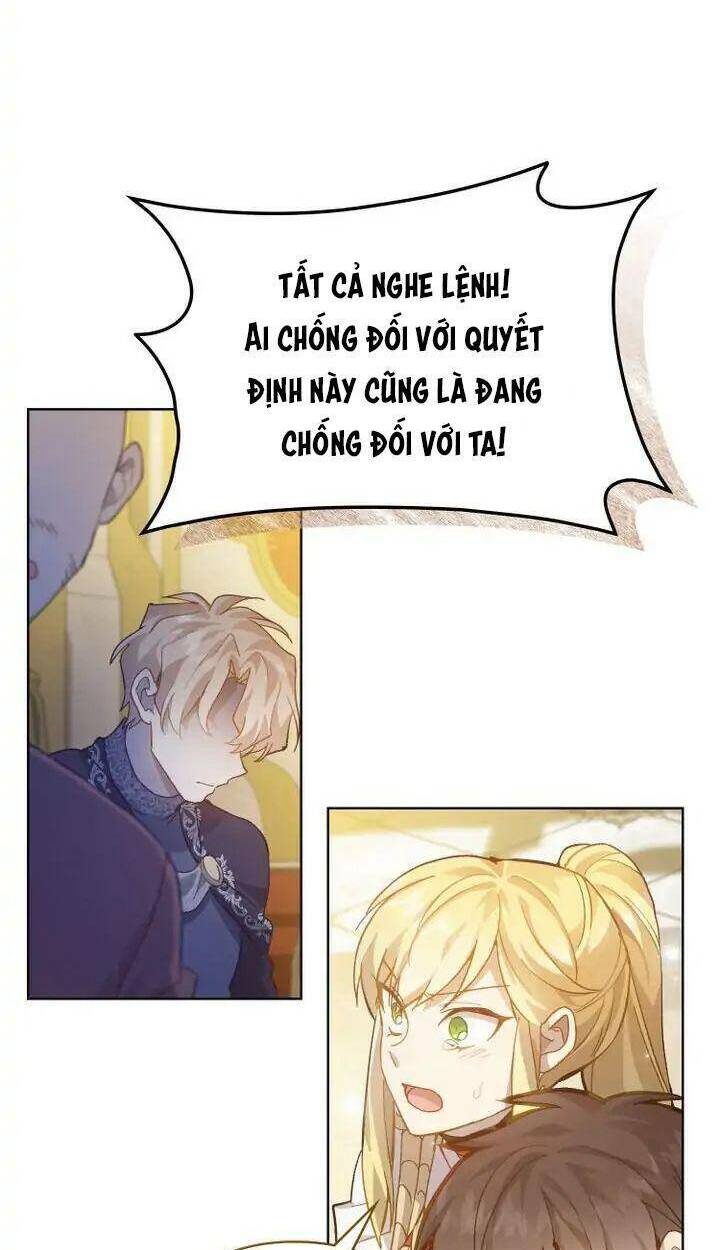 TẤT CẢ NGHE LỆNH!
AI CHỐNG ĐỐI VỚI QUYẾT
ĐỊNH NÀY CŨNG LÀ ĐANG
CHỐNG ĐỐI VỚI TA!